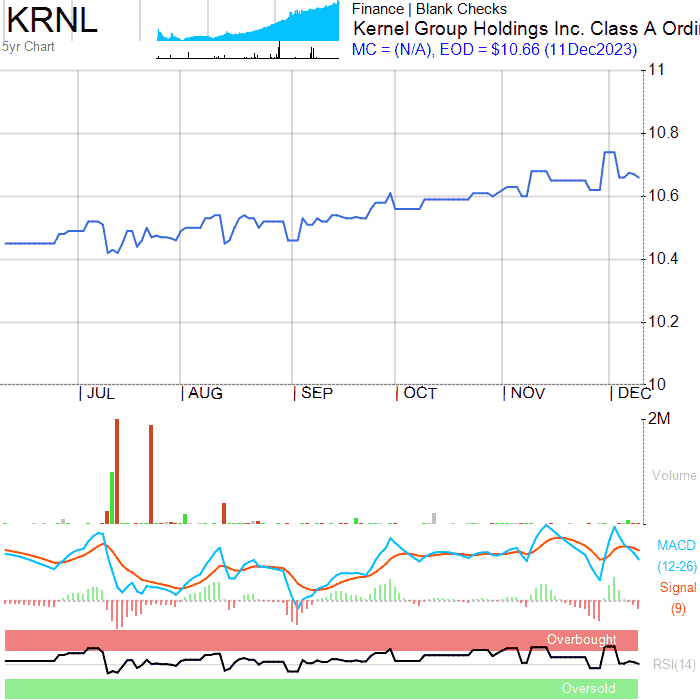 KRNL
5yr Chart
Finance | Blank Checks
Kernel Group Holdings Inc. Class A Ordi
MC = (N/A), EOD = $10.66 (11Dec2023)
11
10.8
10.6
10.4
10.2
10
JUL AUG SEP OCT NOV DEC
2M
Volume
MACD
(12-26)
Signal
(9)
Overbought
RSI(14)
Oversold